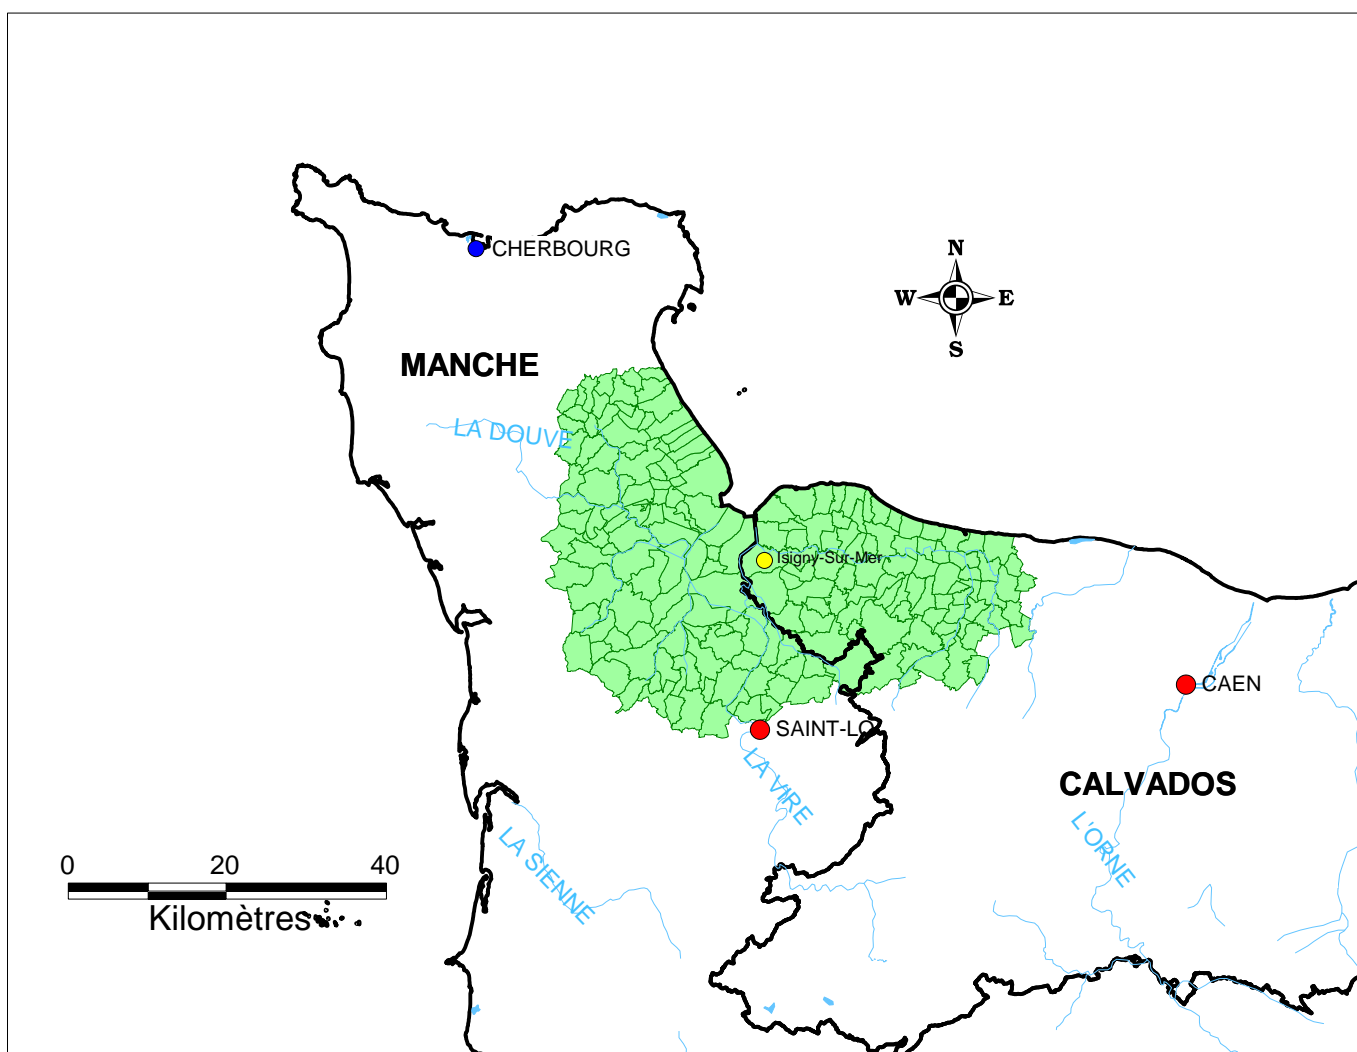 CHERBOURG
N
W
E
S
MANCHE
LA DOUVE
Isigny-Sur-Mer
CAEN
SAINT-LO
LA VIRE
CALVADOS
L'ORNE
LA SIENNE
0 20 40
Kilomètres